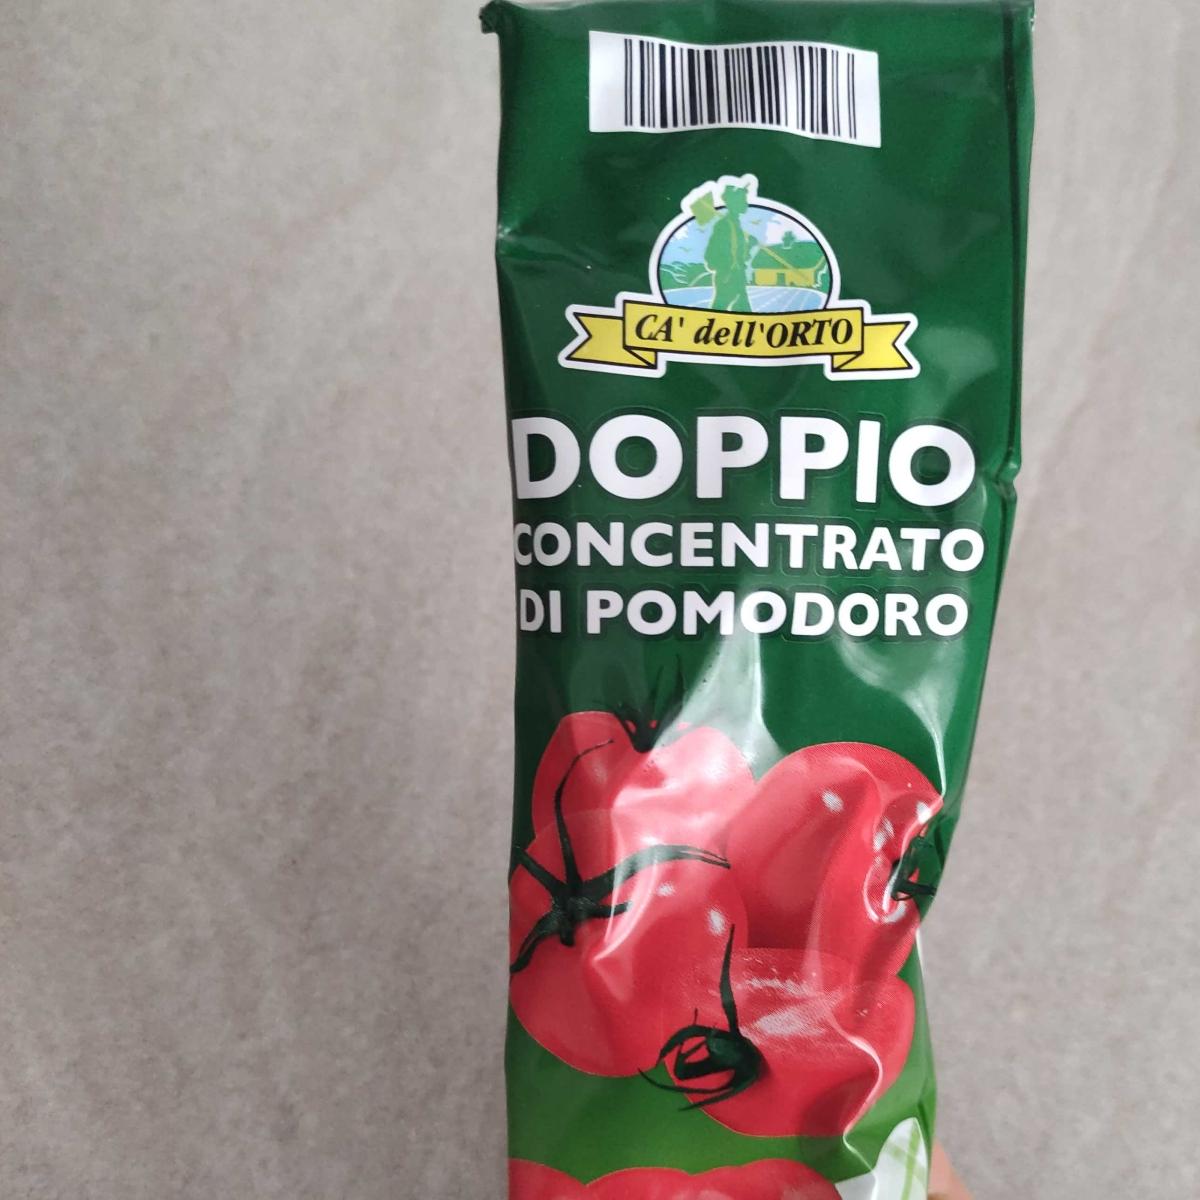 CA' dell'ORTO
DOPPIO
CONCENTRATO
DI POMODORO